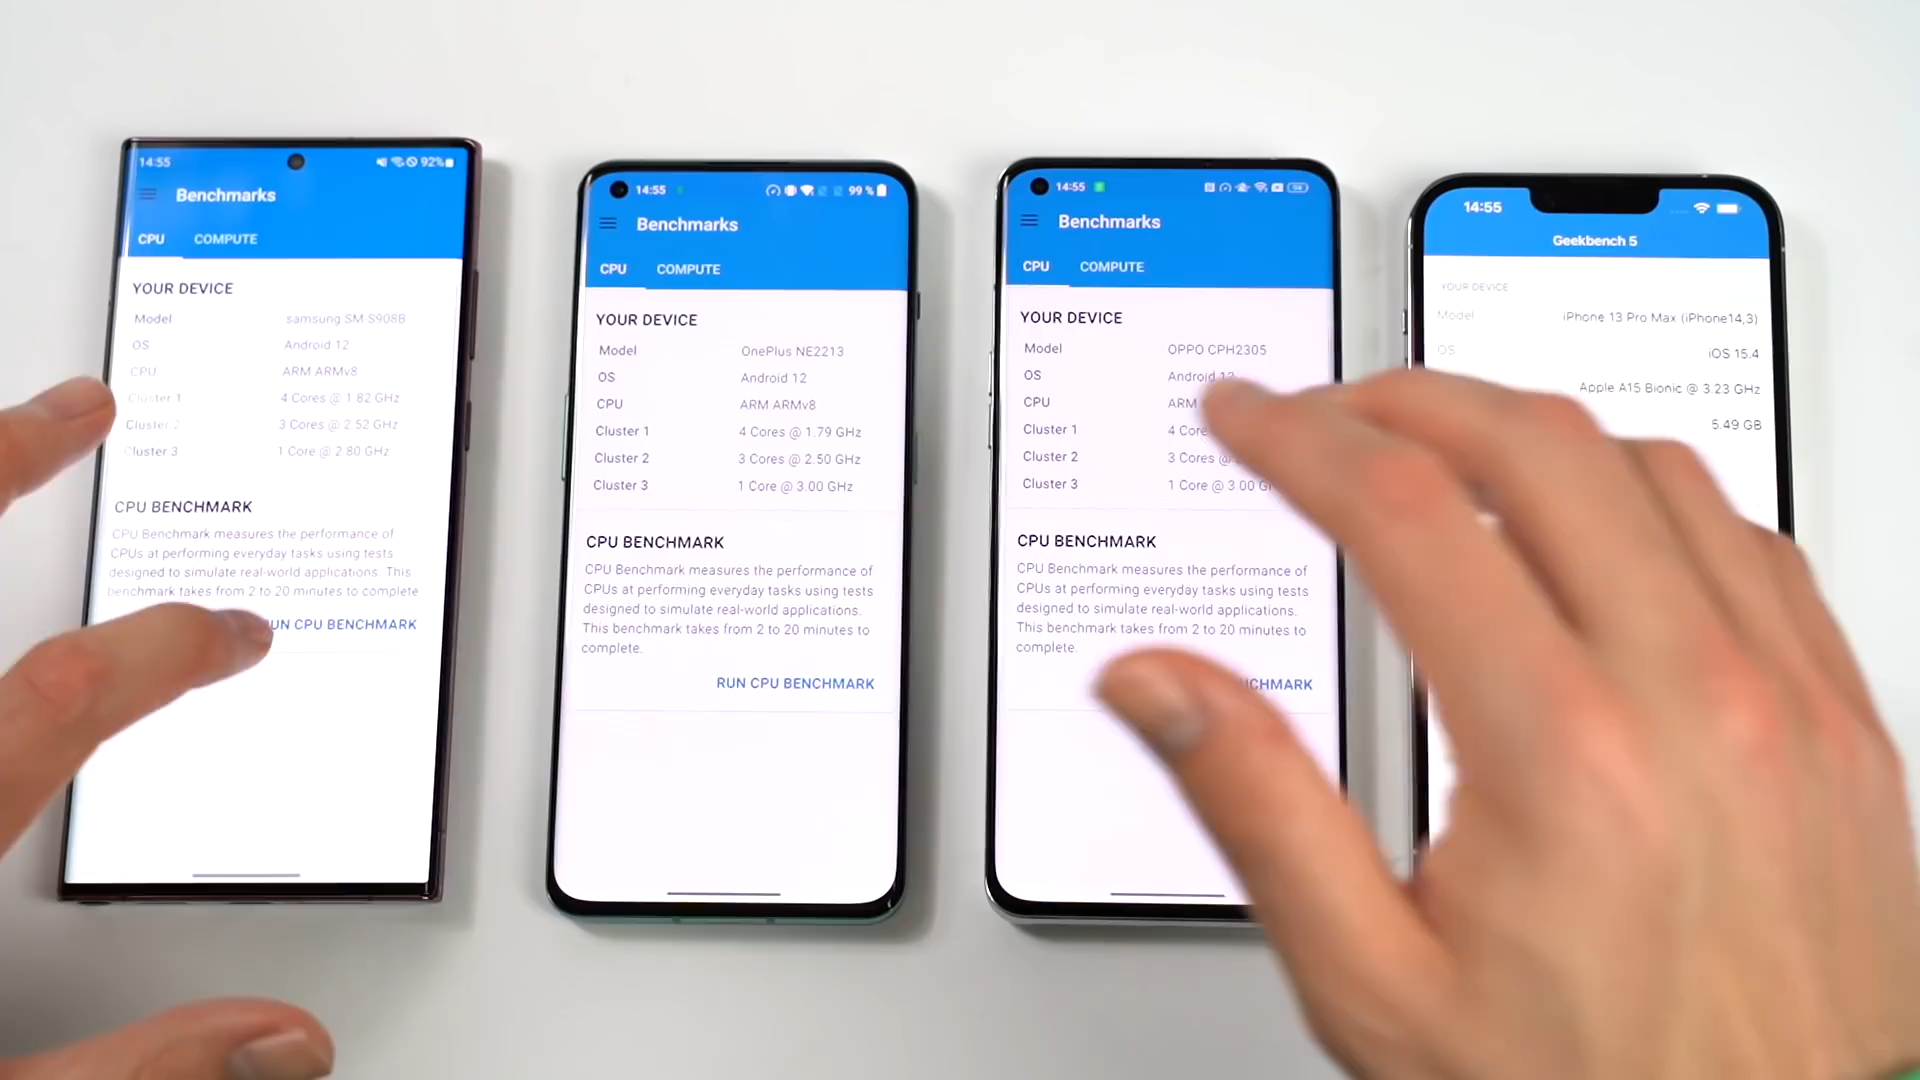 14:55
92%
Benchmarks
CPU COMPUTE
YOUR DEVICE
Model samsung SM-S908B
OS Android 12
CPU ARM ARMv8
Cluster 1 4 Cores @ 1.82 GHz
Cluster 2 3 Cores @ 2.52 GHz
Cluster 3 1 Core @ 2.80 GHz
CPU BENCHMARK
CPU Benchmark measures the performance of
CPUs at performing everyday tasks using tests
designed to simulate real-world applications. This
benchmark takes from 2 to 20 minutes to complete
UN CPU BENCHMARK
14:55
99 %
Benchmarks
CPU COMPUTE
YOUR DEVICE
Model OnePlus NE2213
OS Android 12
CPU ARM ARMv8
Cluster 1 4 Cores @ 1.79 GHz
Cluster 2 3 Cores @ 2.50 GHz
Cluster 3 1 Core @ 3.00 GHz
CPU BENCHMARK
CPU Benchmark measures the performance of
CPUs at performing everyday tasks using tests
designed to simulate real-world applications.
This benchmark takes from 2 to 20 minutes to
complete.
RUN CPU BENCHMARK
14:55
Benchmarks
CPU COMPUTE
YOUR DEVICE
Model OPPO CPH2305
OS Android 12
CPU ARM
Cluster 1 4 Core
Cluster 2 3 Cores @
Cluster 3 1 Core @ 3.00 G
CPU BENCHMARK
CPU Benchmark measures the performance of
CPUs at performing everyday tasks using tests
designed to simulate real-world applications.
This benchmark takes from 2 to 20 minutes to
complete.
CHMARK
14:55
Geekbench 5
YOUR DEVICE
Model iPhone 13 Pro Max (iPhone14,3)
OS iOS 15.4
Apple A15 Bionic @ 3.23 GHz
5.49 GB